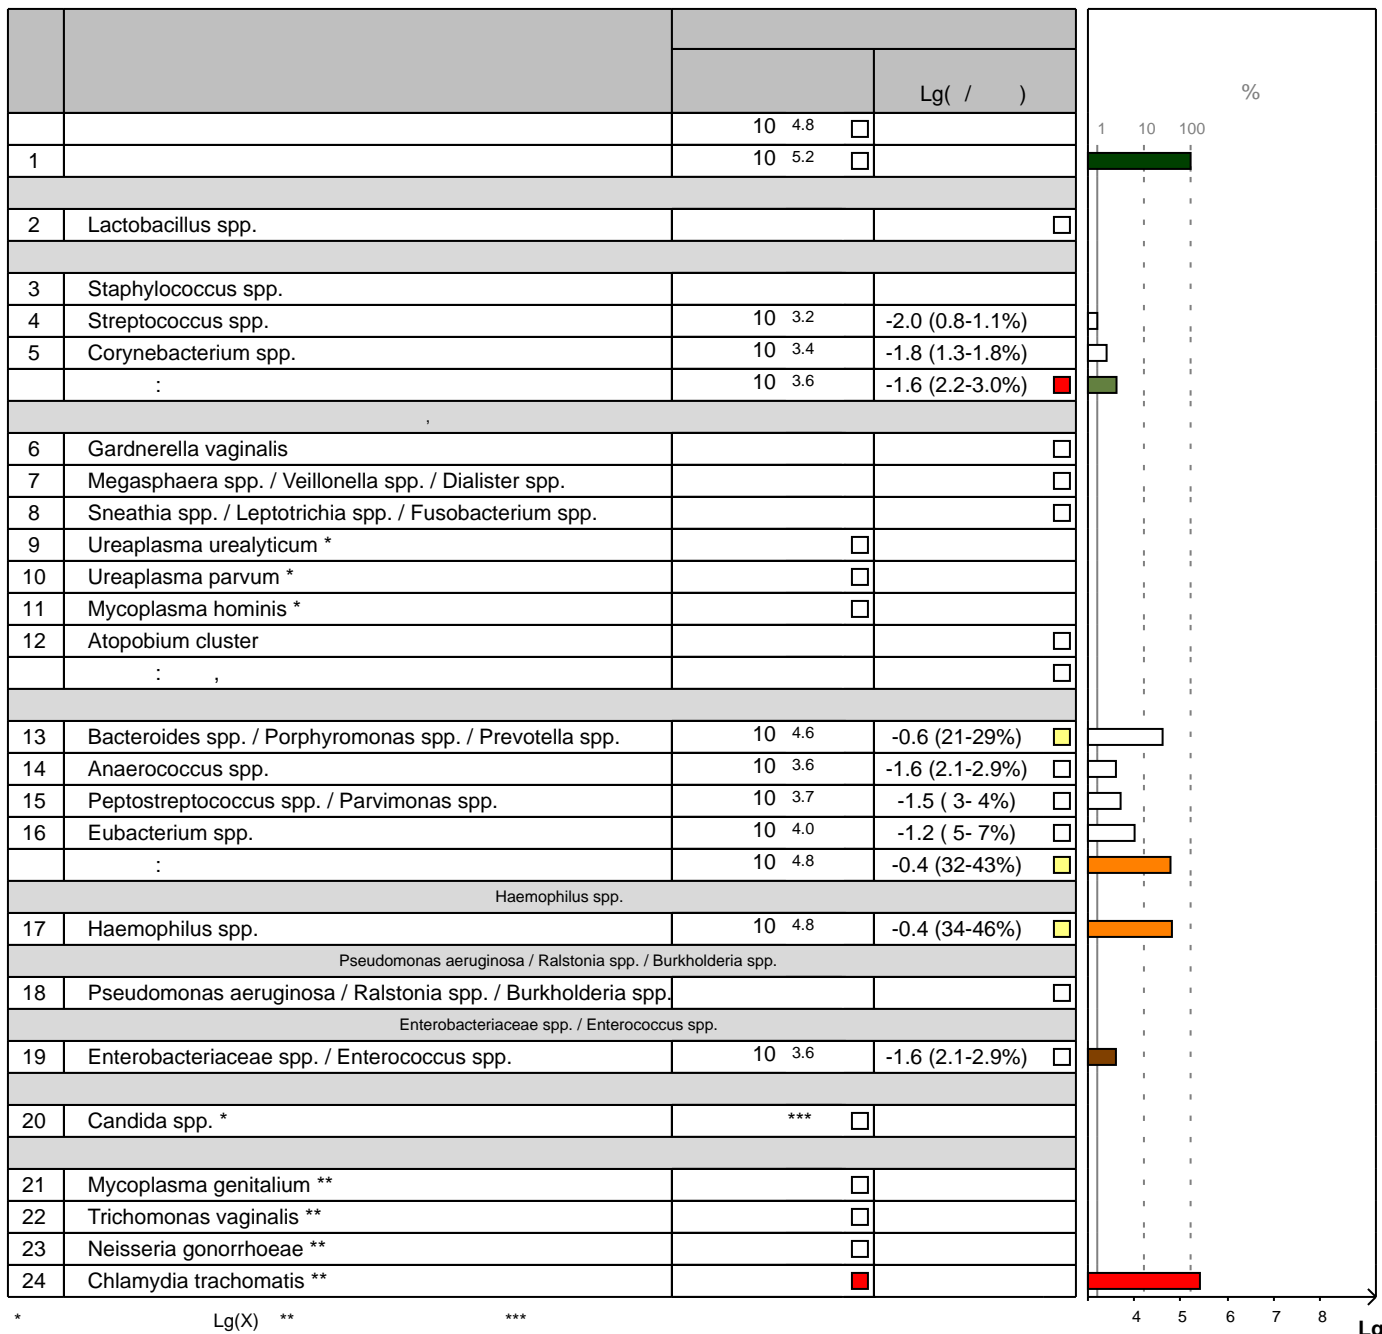 Lg( / )
%
10 4.8
1 10 100
1 10 5.2
2 Lactobacillus spp.
3 Staphylococcus spp.
4 Streptococcus spp. 10 3.2 -2.0 (0.8-1.1%)
5 Corynebacterium spp. 10 3.4 -1.8 (1.3-1.8%)
: 10 3.6 -1.6 (2.2-3.0%)
,
6 Gardnerella vaginalis
7 Megasphaera spp. / Veillonella spp. / Dialister spp.
8 Sneathia spp. / Leptotrichia spp. / Fusobacterium spp.
9 Ureaplasma urealyticum *
10 Ureaplasma parvum *
11 Mycoplasma hominis *
12 Atopobium cluster
: ,
13 Bacteroides spp. / Porphyromonas spp. / Prevotella spp. 10 4.6 -0.6 (21-29%)
14 Anaerococcus spp. 10 3.6 -1.6 (2.1-2.9%)
15 Peptostreptococcus spp. / Parvimonas spp. 10 3.7 -1.5 ( 3- 4%)
16 Eubacterium spp. 10 4.0 -1.2 ( 5- 7%)
: 10 4.8 -0.4 (32-43%)
Haemophilus spp.
17 Haemophilus spp. 10 4.8 -0.4 (34-46%)
Pseudomonas aeruginosa / Ralstonia spp. / Burkholderia spp.
18 Pseudomonas aeruginosa / Ralstonia spp. / Burkholderia spp.
Enterobacteriaceae spp. / Enterococcus spp.
19 Enterobacteriaceae spp. / Enterococcus spp. 10 3.6 -1.6 (2.1-2.9%)
20 Candida spp. * ***
21 Mycoplasma genitalium **
22 Trichomonas vaginalis **
23 Neisseria gonorrhoeae **
24 Chlamydia trachomatis **
4 5 6 7 8
* Lg(X) ** ***
Lg